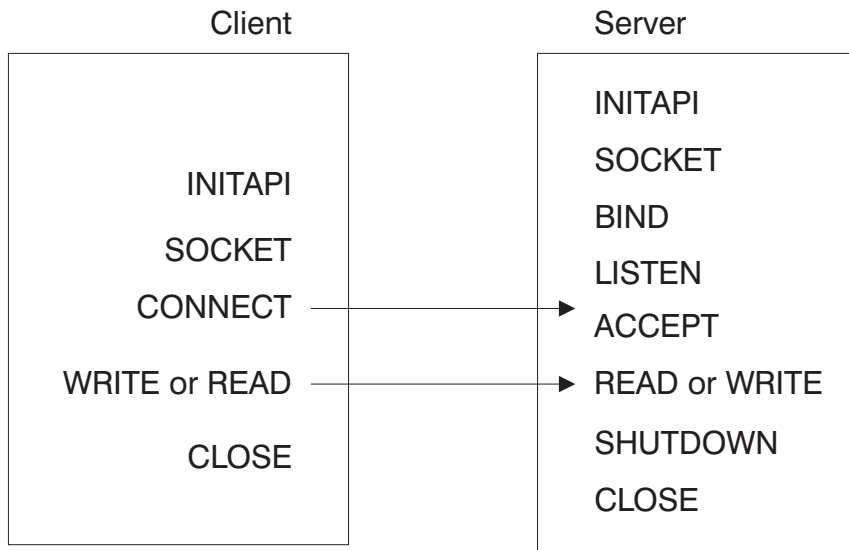 Client
INITAPI
SOCKET
CONNECT
WRITE or READ
CLOSE
Server
INITAPI
SOCKET
BIND
LISTEN
ACCEPT
READ or WRITE
SHUTDOWN
CLOSE